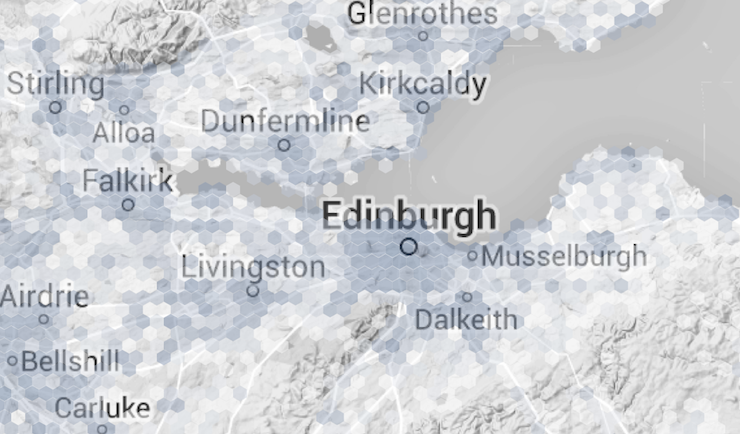 Glenrothes
Stirling
Kirkcaldy
Alloa
Dunfermline
Falkirk
Edinburgh
Livingston
Musselburgh
Airdrie
Dalkeith
Bellshill
Carluke